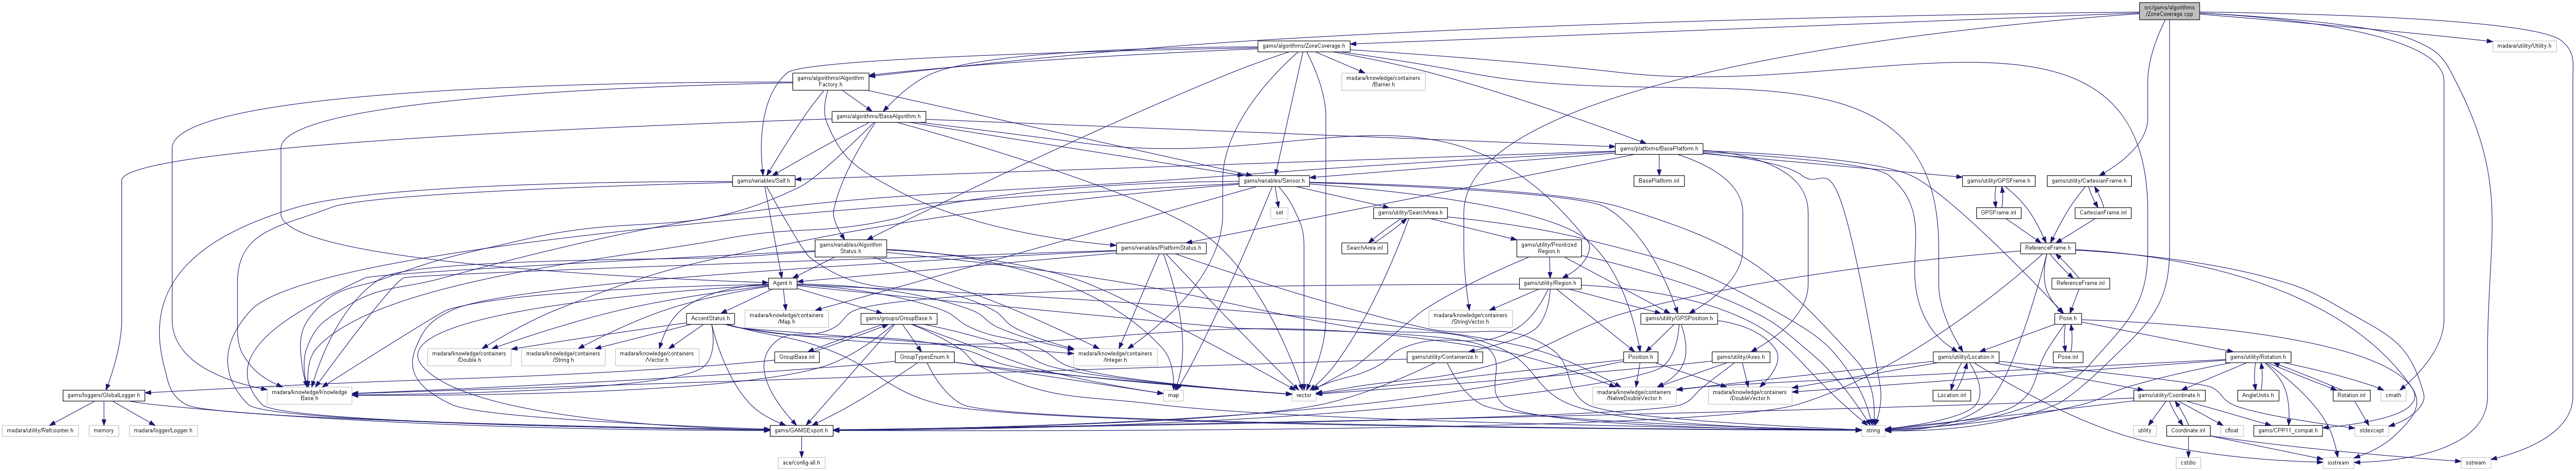 src/gams/algorithms
/ZoneCoverage.cpp
gams/algorithms/ZoneCoverage.h
madara/utility/Utility.h
gams/algorithms/Algorithm
Factory.h
madara/knowledge/containers
/Barrier.h
gams/algorithms/BaseAlgorithm.h
gams/platforms/BasePlatform.h
gams/variables/Self.h
gams/variables/Sensor.h
BasePlatform.inl
gams/utility/GPSFrame.h
gams/utility/CartesianFrame.h
set
gams/utility/SearchArea.h
GPSFrame.inl
CartesianFrame.inl
gams/variables/Algorithm
Status.h
gams/variables/PlatformStatus.h
SearchArea.inl
gams/utility/Prioritized
Region.h
ReferenceFrame.h
Agent.h
gams/utility/Region.h
ReferenceFrame.inl
AccentStatus.h
madara/knowledge/containers
/Map.h
gams/groups/GroupBase.h
madara/knowledge/containers
/StringVector.h
gams/utility/GPSPosition.h
Pose.h
madara/knowledge/containers
/Double.h
madara/knowledge/containers
/String.h
madara/knowledge/containers
/Vector.h
GroupBase.inl
GroupTypesEnum.h
madara/knowledge/containers
/Integer.h
gams/utility/Containerize.h
Position.h
gams/utility/Axes.h
gams/utility/Location.h
Pose.inl
gams/utility/Rotation.h
gams/loggers/GlobalLogger.h
madara/knowledge/Knowledge
Base.h
map
vector
madara/knowledge/containers
/NativeDoubleVector.h
madara/knowledge/containers
/DoubleVector.h
Location.inl
gams/utility/Coordinate.h
AngleUnits.h
Rotation.inl
cmath
madara/utility/Refcounter.h
memory
madara/logger/Logger.h
gams/GAMSExport.h
string
utility
Coordinate.inl
cfloat
gams/CPP11_compat.h
stdexcept
ace/config-all.h
cstdio
iostream
sstream